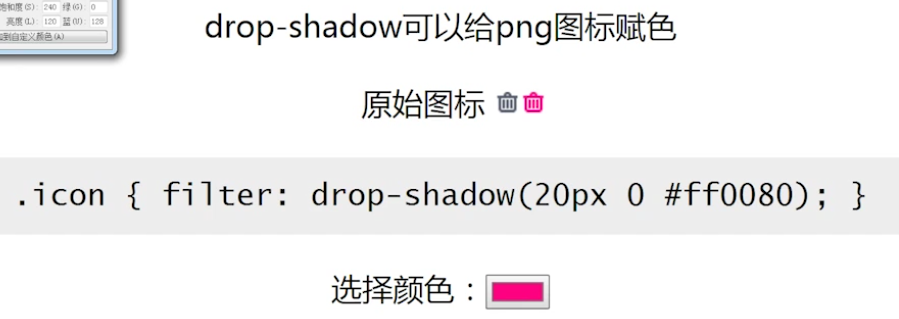 饱和度(S): 240 绿(G): 0
亮度(L): 120 蓝(U): 128
到自定义颜色(A)
drop-shadow可以给png图标赋色
原始图标
.icon { filter: drop-shadow(20px 0 #ff0080); }
选择颜色：